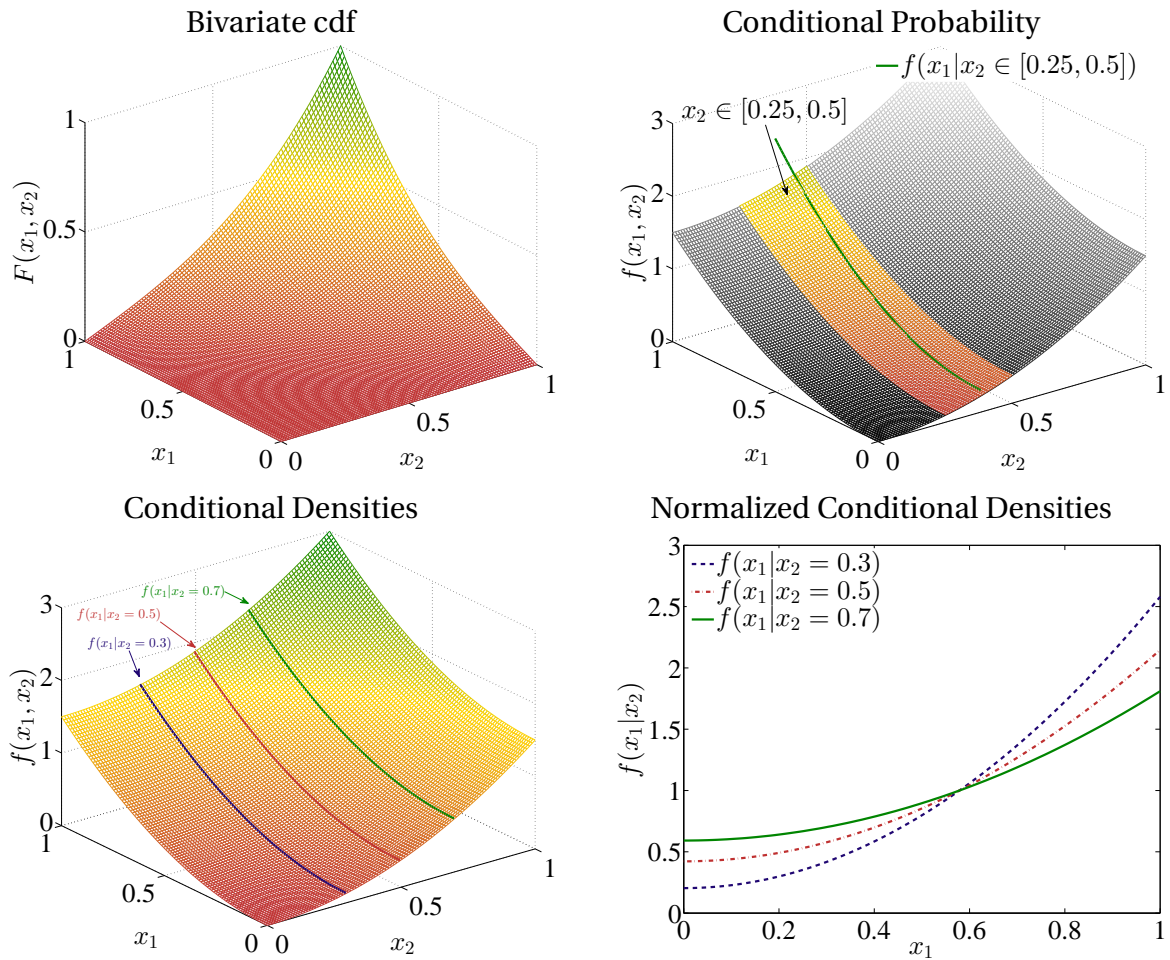 Bivariate cdf
1
0.5
0
F(x₁, x₂)
1
0.5
0
x₁
0
0.5
1
x₂
Conditional Probability
f(x₁|x₂ ∈ [0.25, 0.5])
x₂ ∈ [0.25, 0.5]
3
2
1
0
f(x₁, x₂)
1
0.5
0
x₁
0
0.5
1
x₂
Conditional Densities
f(x₁|x₂ = 0.7)
f(x₁|x₂ = 0.5)
f(x₁|x₂ = 0.3)
3
2
1
0
f(x₁, x₂)
1
0.5
0
x₁
0
0.5
1
x₂
Normalized Conditional Densities
f(x₁|x₂ = 0.3)
f(x₁|x₂ = 0.5)
f(x₁|x₂ = 0.7)
3
2.5
2
1.5
1
0.5
0
f(x₁|x₂)
0 0.2 0.4 0.6 0.8 1
x₁